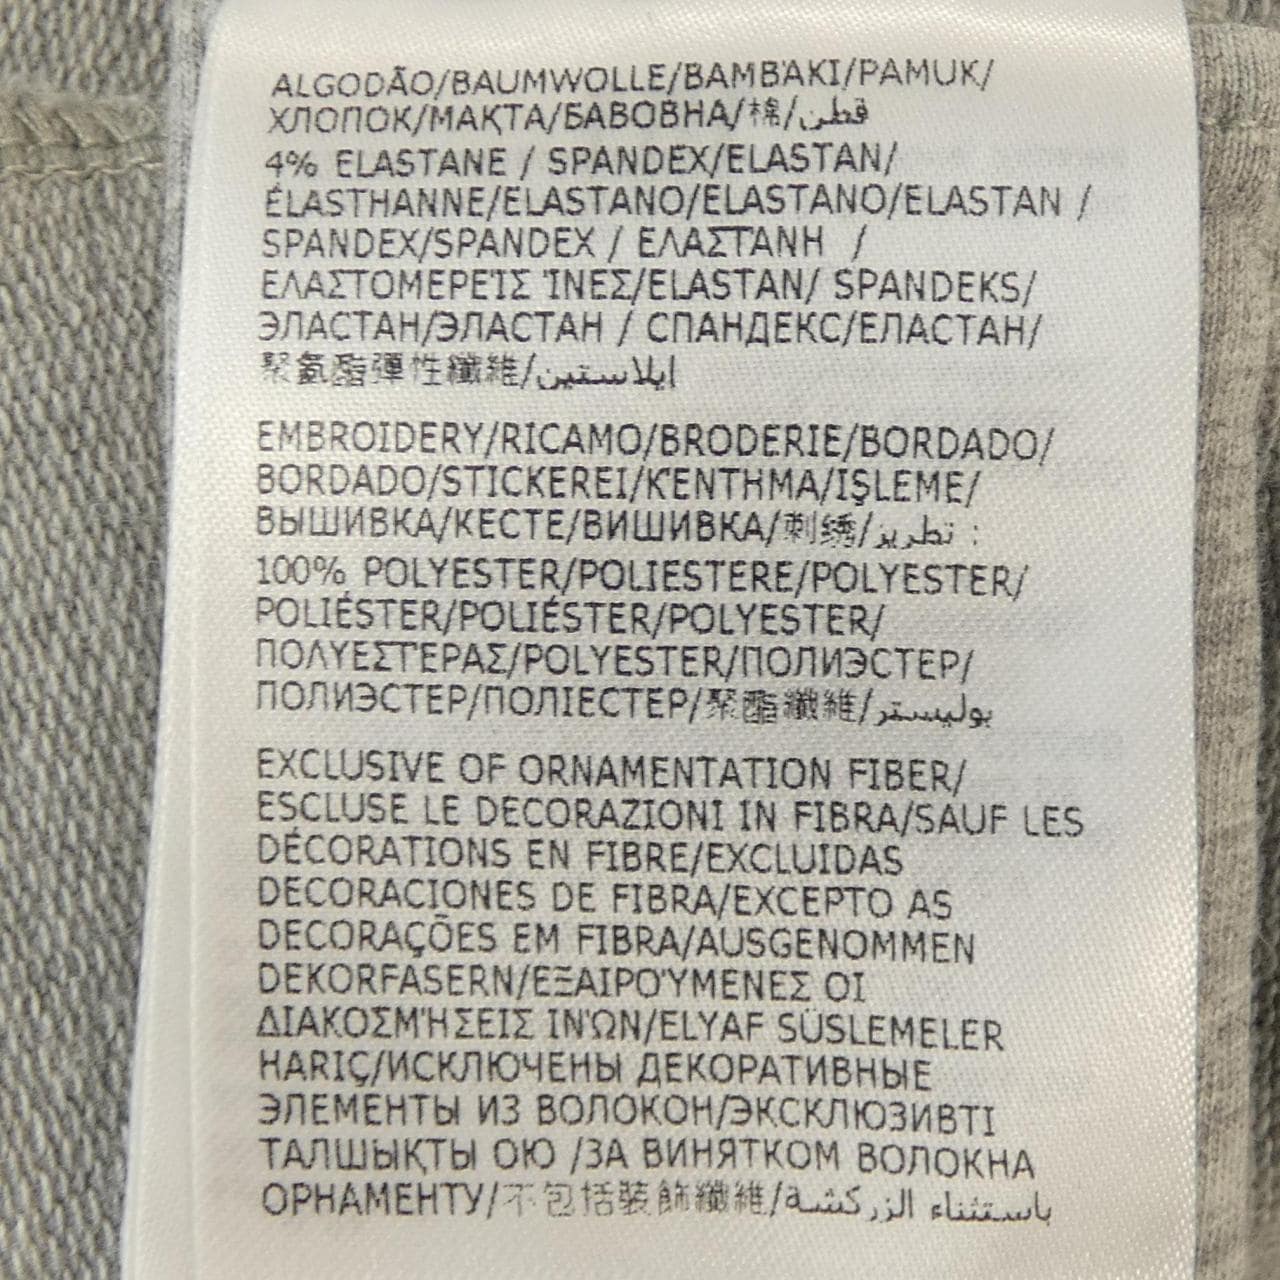 ALGODÃO/BAUMWOLLE/BAMBΆKI/PAMUK/
ХЛОПОК/МАҚТА/БАВОВНА/棉/قطن
4% ELASTANE / SPANDEX/ELASTAN/
ÉLASTHANNE/ELASTANO/ELASTANO/ELASTAN /
SPANDEX/SPANDEX / ΕΛΑΣΤΑΝΗ /
ΕΛΑΣΤΟΜΕΡΕΊΣ ΊΝΕΣ/ELASTAN/ SPANDEKS/
ЭЛАСТАН/ЭЛАСТАН / СПАНДЕКС/ЕЛАСТАН/
聚氨酯彈性纖維/ايلاستين
EMBROIDERY/RICAMO/BRODERIE/BORDADO/
BORDADO/STICKEREI/ΚΈΝΤΗΜΑ/IŞLEME/
ВЫШИВКА/КЕСТЕ/ВИШИВКА/刺绣/تطريز :
100% POLYESTER/POLIESTERE/POLYESTER/
POLIÉSTER/POLIÉSTER/POLYESTER/
ΠΟΛΥΕΣΤΕΡΑΣ/POLYESTER/ПОЛИЭСТЕР/
ПОЛИЭСТЕР/ПОЛІЕСТЕР/聚酯纖維/بوليستر
EXCLUSIVE OF ORNAMENTATION FIBER/
ESCLUSE LE DECORAZIONI IN FIBRA/SAUF LES
DÉCORATIONS EN FIBRE/EXCLUIDAS
DECORACIONES DE FIBRA/EXCEPTO AS
DECORAÇÕES EM FIBRA/AUSGENOMMEN
DEKORFASERN/ΕΞΑΙΡΟΎΜΕΝΕΣ ΟΙ
ΔΙΑΚΟΣΜΉΣΕΙΣ ΙΝΏΝ/ELYAF SÜSLEMELER
HARIÇ/ИСКЛЮЧЕНЫ ДЕКОРАТИВНЫЕ
ЭЛЕМЕНТЫ ИЗ ВОЛОКОН/ЭКСКЛЮЗИВТІ
ТАЛШЫҚТЫ ОЮ /ЗА ВИНЯТКОМ ВОЛОКНА
ОРНАМЕНТУ/不包括裝飾纖維/باستثناء الزركشة